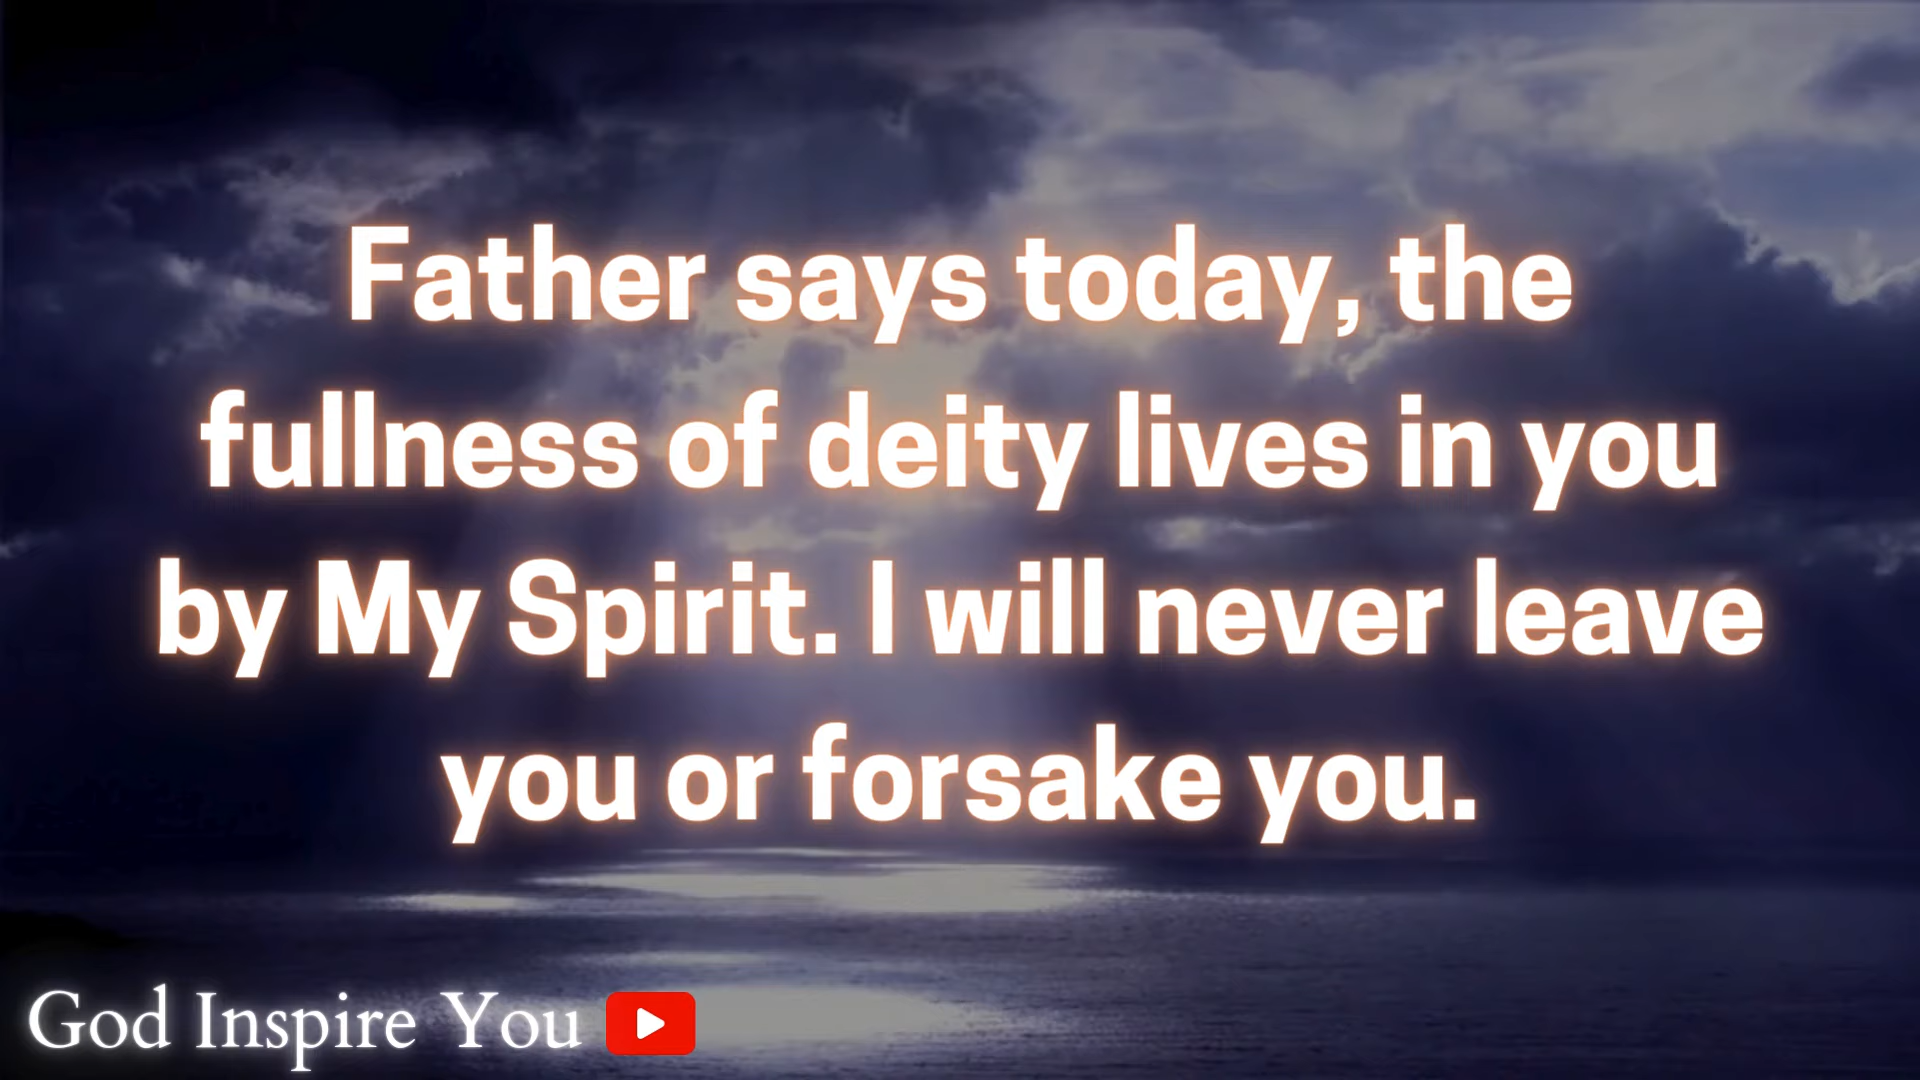 Father says today, the
fullness of deity lives in you
by My Spirit. I will never leave
you or forsake you.
God Inspire You